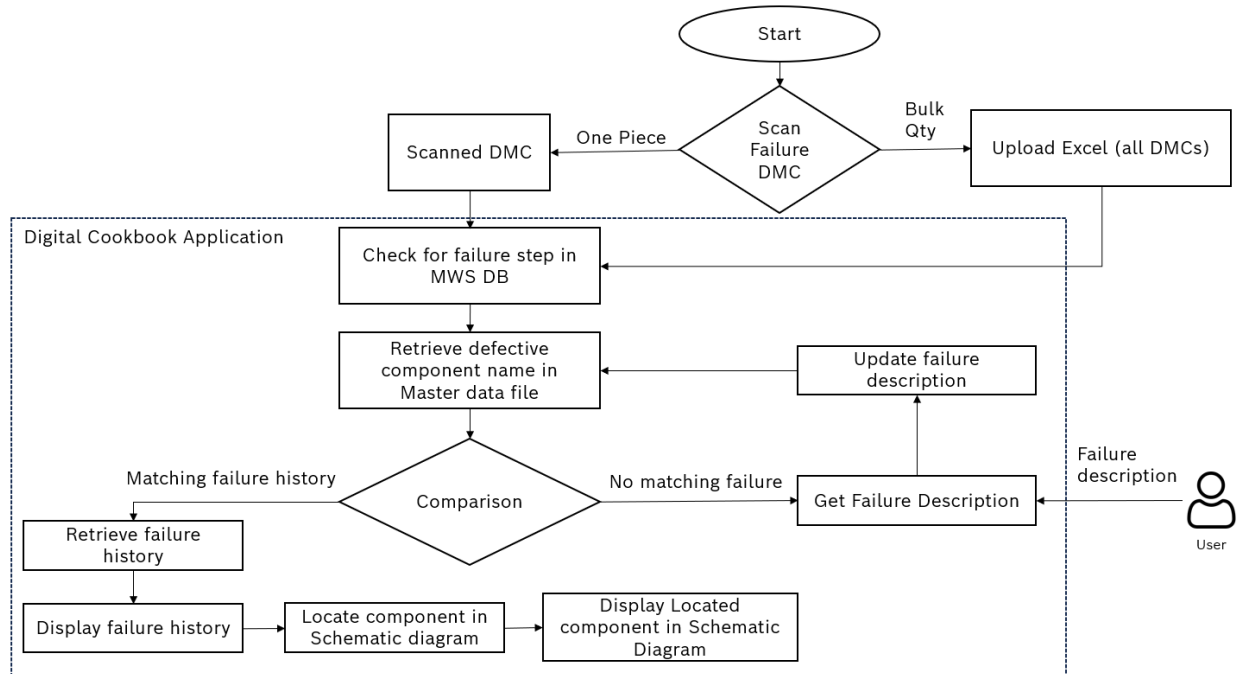 Start
Scan
Failure
DMC
One Piece
Bulk
Qty
Scanned DMC
Upload Excel (all DMCs)
Digital Cookbook Application
Check for failure step in
MWS DB
Retrieve defective
component name in
Master data file
Update failure
description
Comparison
Matching failure history
No matching failure
Get Failure Description
Failure
description
User
Retrieve failure
history
Display failure history
Locate component in
Schematic diagram
Display Located
component in Schematic
Diagram